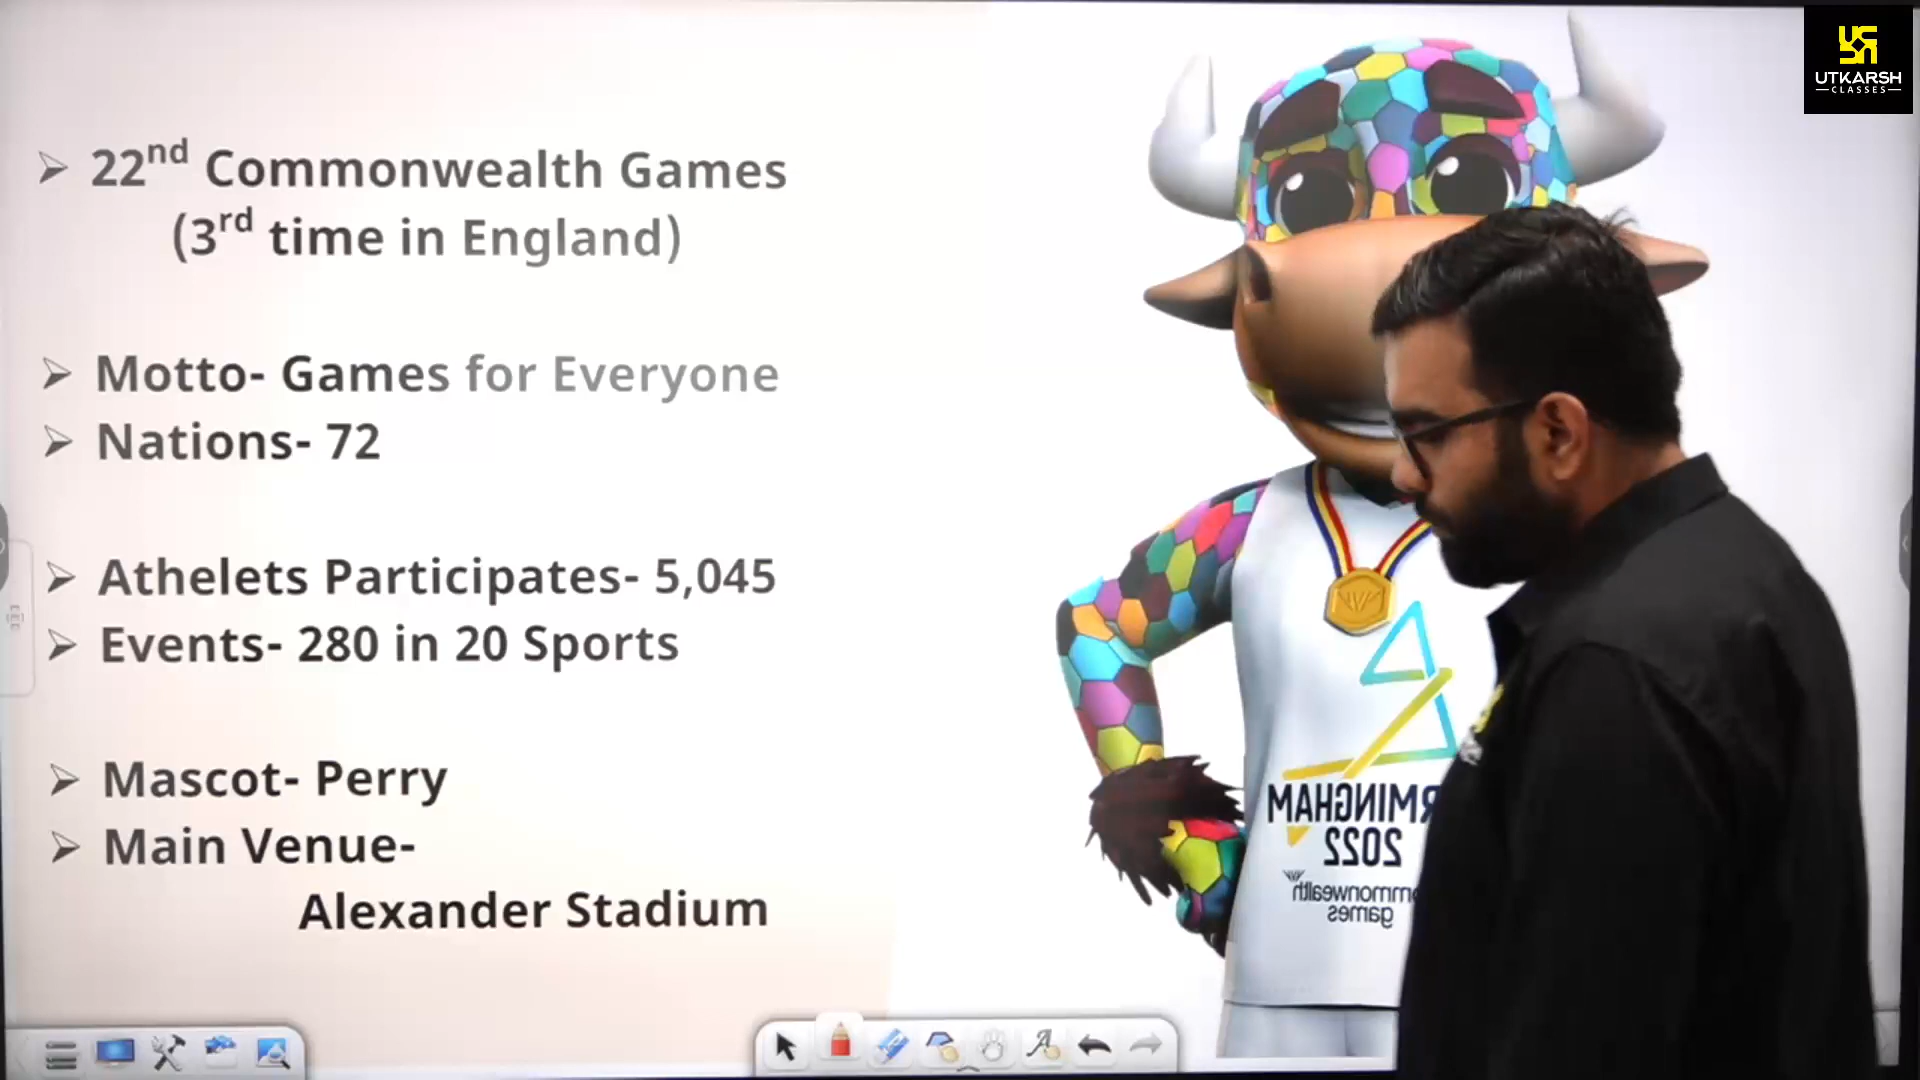 UTKARSH
CLASSES
➢ 22nd Commonwealth Games
(3rd time in England)
➢ Motto- Games for Everyone
➢ Nations- 72
➢ Athelets Participates- 5,045
➢ Events- 280 in 20 Sports
➢ Mascot- Perry
➢ Main Venue-
Alexander Stadium
RMINGHAM
2022
mmonwealth
games